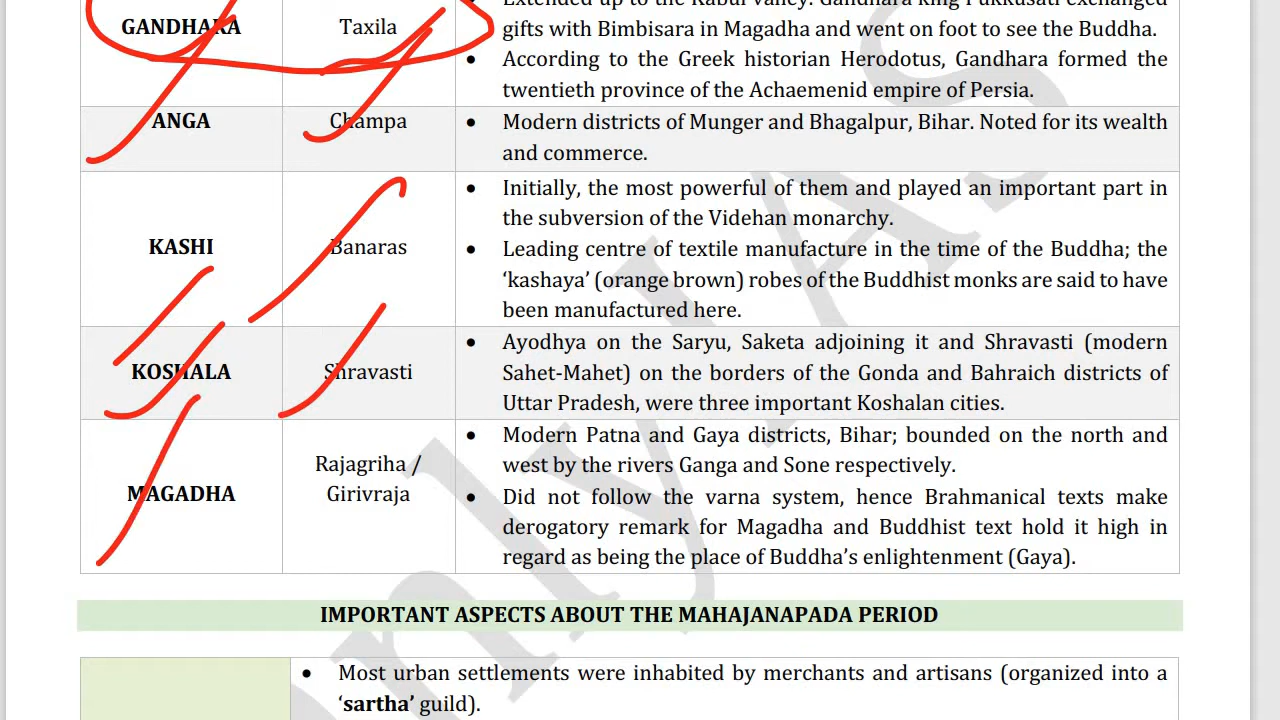 Extended up to the Kabul valley. Gandhara king Pukkusati exchanged
GANDHARA
Taxila
gifts with Bimbisara in Magadha and went on foot to see the Buddha.
According to the Greek historian Herodotus, Gandhara formed the
twentieth province of the Achaemenid empire of Persia.
ANGA
Champa
Modern districts of Munger and Bhagalpur, Bihar. Noted for its wealth
and commerce.
KASHI
Banaras
Initially, the most powerful of them and played an important part in
the subversion of the Videhan monarchy.
Leading centre of textile manufacture in the time of the Buddha; the
‘kashaya’ (orange brown) robes of the Buddhist monks are said to have
been manufactured here.
KOSHALA
Shravasti
Ayodhya on the Saryu, Saketa adjoining it and Shravasti (modern
Sahet-Mahet) on the borders of the Gonda and Bahraich districts of
Uttar Pradesh, were three important Koshalan cities.
MAGADHA
Rajagriha /
Girivraja
Modern Patna and Gaya districts, Bihar; bounded on the north and
west by the rivers Ganga and Sone respectively.
Did not follow the varna system, hence Brahmanical texts make
derogatory remark for Magadha and Buddhist text hold it high in
regard as being the place of Buddha’s enlightenment (Gaya).
IMPORTANT ASPECTS ABOUT THE MAHAJANAPADA PERIOD
Most urban settlements were inhabited by merchants and artisans (organized into a
‘sartha’ guild).